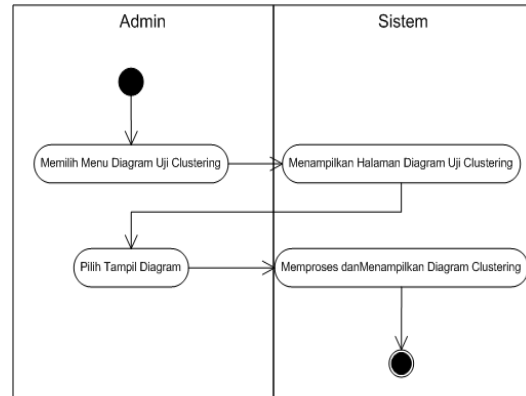 Admin
Sistem
Memilih Menu Diagram Uji Clustering
Menampilkan Halaman Diagram Uji Clustering
Pilih Tampil Diagram
Memproses danMenampilkan Diagram Clustering